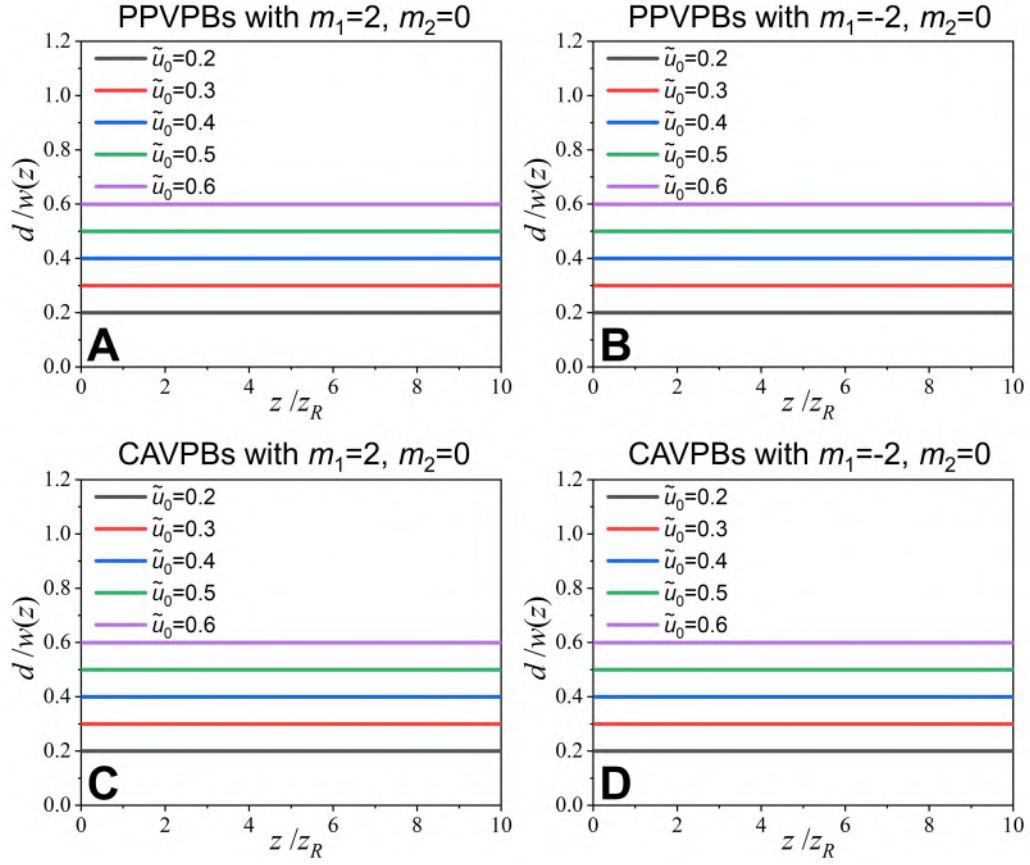 PPVPBs with m₁=2, m₂=0
1.2
1.0
0.8
0.6
0.4
0.2
0.0
d /w(z)
ũ₀=0.2
ũ₀=0.3
ũ₀=0.4
ũ₀=0.5
ũ₀=0.6
A
0 2 4 6 8 10
z /z_R
PPVPBs with m₁=-2, m₂=0
1.2
1.0
0.8
0.6
0.4
0.2
0.0
d /w(z)
ũ₀=0.2
ũ₀=0.3
ũ₀=0.4
ũ₀=0.5
ũ₀=0.6
B
0 2 4 6 8 10
z /z_R
CAVPBs with m₁=2, m₂=0
1.2
1.0
0.8
0.6
0.4
0.2
0.0
d /w(z)
ũ₀=0.2
ũ₀=0.3
ũ₀=0.4
ũ₀=0.5
ũ₀=0.6
C
0 2 4 6 8 10
z /z_R
CAVPBs with m₁=-2, m₂=0
1.2
1.0
0.8
0.6
0.4
0.2
0.0
d /w(z)
ũ₀=0.2
ũ₀=0.3
ũ₀=0.4
ũ₀=0.5
ũ₀=0.6
D
0 2 4 6 8 10
z /z_R